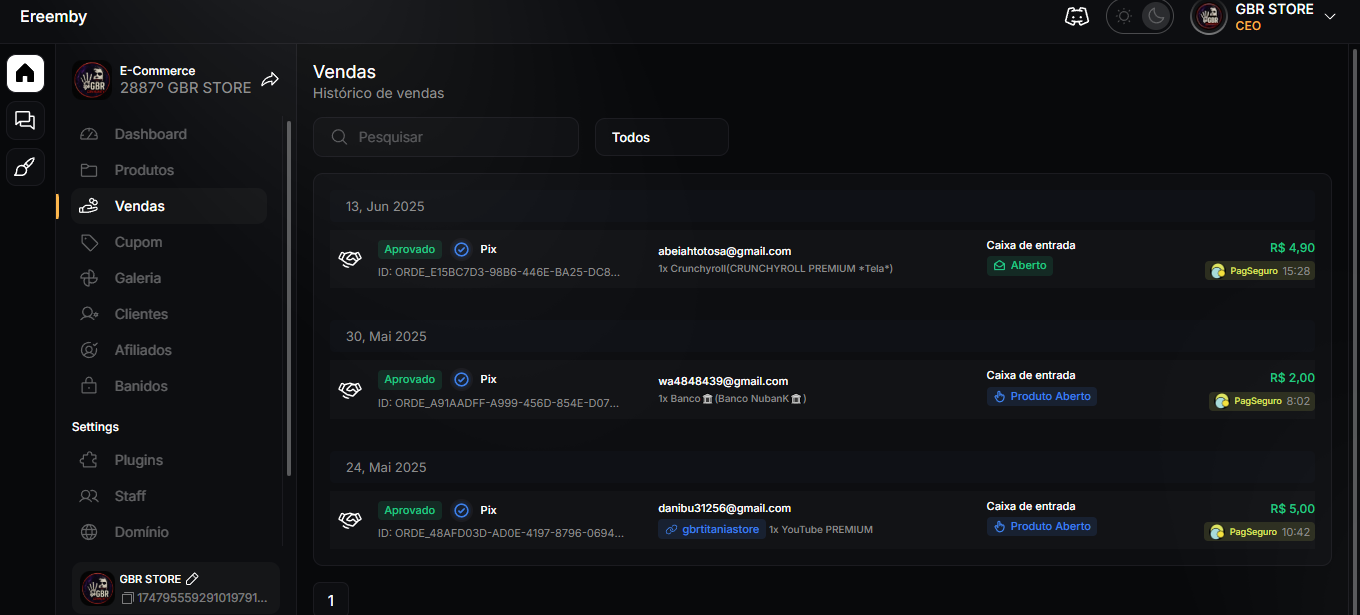 Ereemby
GBR STORE
CEO
E-Commerce
2887º GBR STORE
Dashboard
Produtos
Vendas
Cupom
Galeria
Clientes
Afiliados
Banidos
Settings
Plugins
Staff
Domínio
GBR STORE
174795559291019791...
Vendas
Histórico de vendas
Pesquisar
Todos
13, Jun 2025
Aprovado Pix
ID: ORDE_E15BC7D3-98B6-446E-BA25-DC8...
abeiahtotosa@gmail.com
1x Crunchyroll(CRUNCHYROLL PREMIUM *Tela*)
Caixa de entrada
Aberto
R$ 4,90
PagSeguro 15:28
30, Mai 2025
Aprovado Pix
ID: ORDE_A91AADFF-A999-456D-854E-D07...
wa4848439@gmail.com
1x Banco🏛(Banco NubanK🏛)
Caixa de entrada
Produto Aberto
R$ 2,00
PagSeguro 8:02
24, Mai 2025
Aprovado Pix
ID: ORDE_48AFD03D-AD0E-4197-8796-0694...
danibu31256@gmail.com
gbrtitaniastore 1x YouTube PREMIUM
Caixa de entrada
Produto Aberto
R$ 5,00
PagSeguro 10:42
1